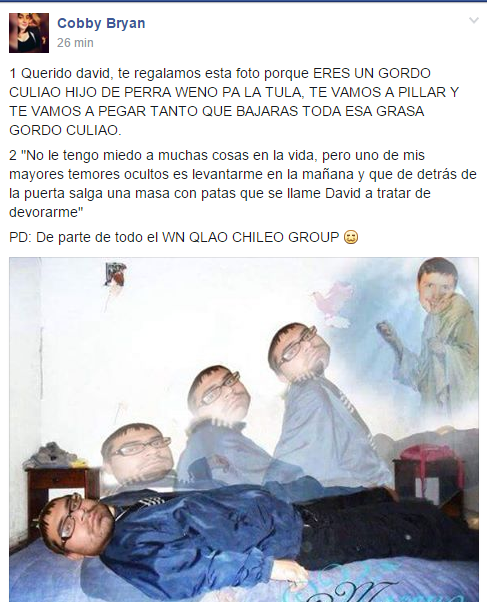 Cobby Bryan
26 min
1 Querido david, te regalamos esta foto porque ERES UN GORDO
CULIAO HIJO DE PERRA WENO PA LA TULA, TE VAMOS A PILLAR Y
TE VAMOS A PEGAR TANTO QUE BAJARAS TODA ESA GRASA
GORDO CULIAO.
2 "No le tengo miedo a muchas cosas en la vida, pero uno de mis
mayores temores ocultos es levantarme en la mañana y que de detrás de
la puerta salga una masa con patas que se llame David a tratar de
devorarme"
PD: De parte de todo el WN QLAO CHILEO GROUP 😄